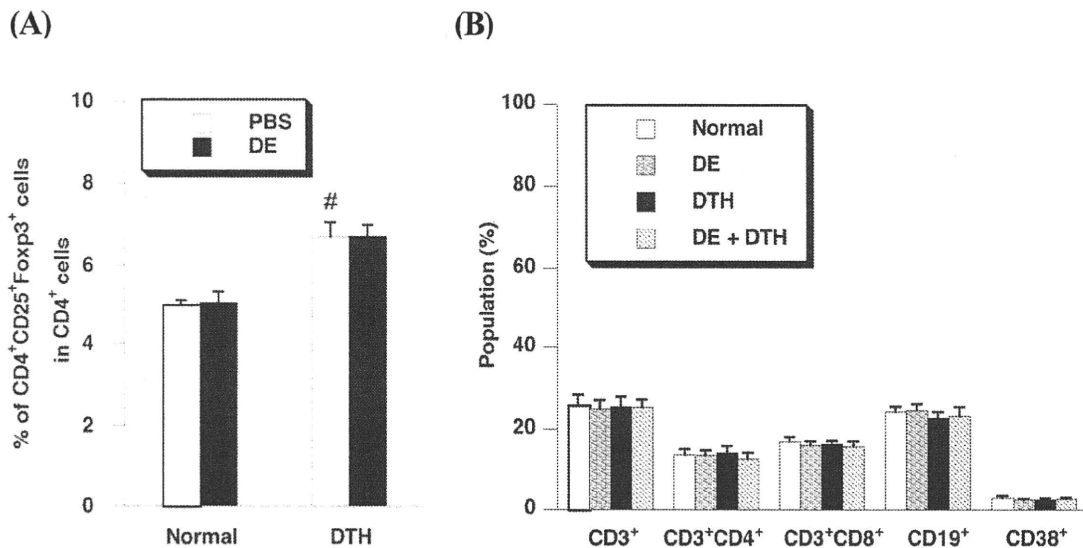 (A)
% of CD4⁺CD25⁺Foxp3⁺ cells
in CD4⁺ cells
10
8
6
4
2
0
PBS
DE
#
Normal
DTH
(B)
Population (%)
100
80
60
40
20
0
Normal
DE
DTH
DE + DTH
CD3⁺
CD3⁺CD4⁺
CD3⁺CD8⁺
CD19⁺
CD38⁺